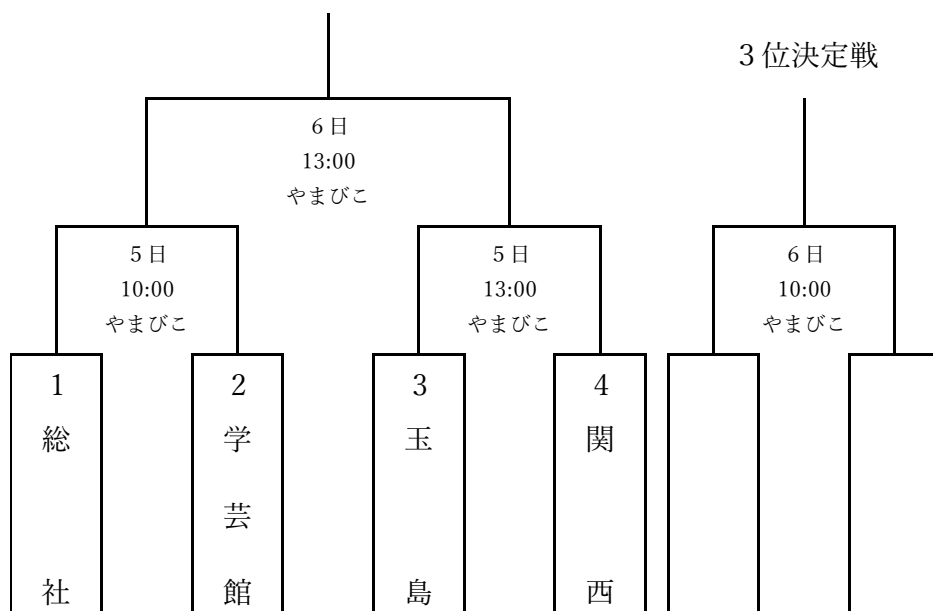 ３位決定戦
６日
13:00
やまびこ
５日
10:00
やまびこ
５日
13:00
やまびこ
６日
10:00
やまびこ
1
総社
2
学芸館
3
玉島
4
関西